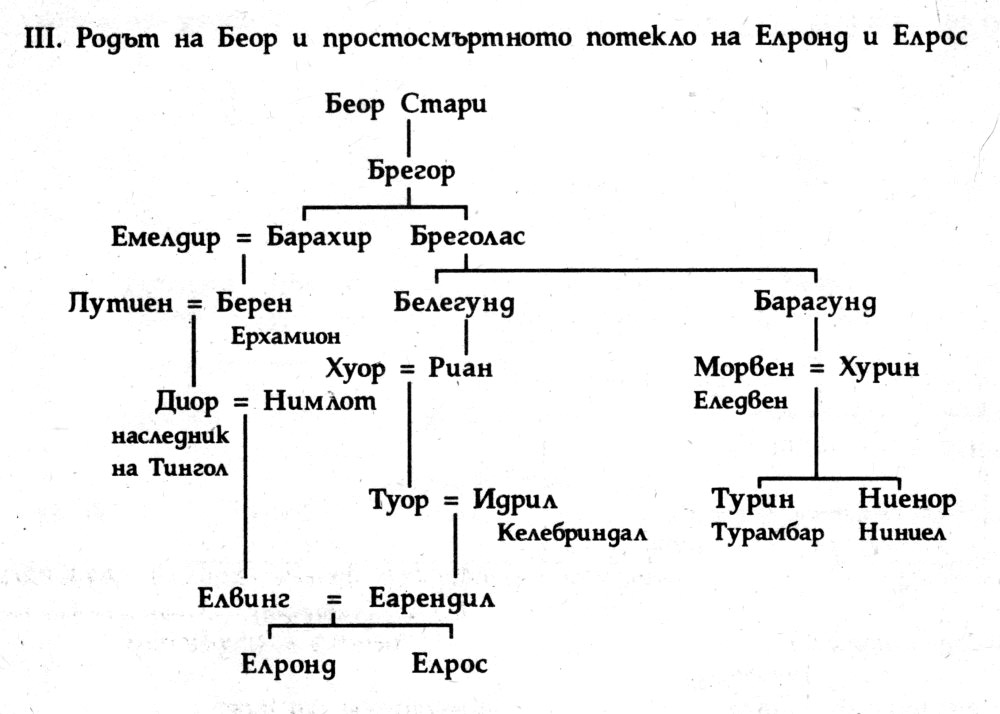 III. Родът на Беор и простосмъртното потекло на Елронд и Елрос
Беор Стари
Брегор
Емелдир = Барахир Бреголас
Лутиен = Берен Белегунд Барагунд
Ерхамион
Хуор = Риан Морвен = Хурин
Еледвен
Диор = Нимлот
наследник
на Тингол
Туор = Идрил Турин Ниенор
Келебриндал Турамбар Ниниел
Елвинг = Еарендил
Елронд Елрос